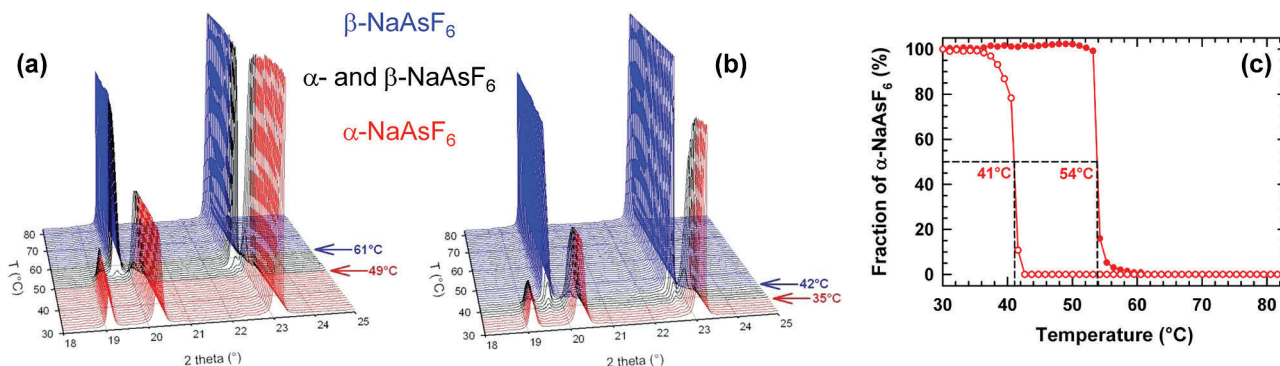 (a)
β-NaAsF6
α- and β-NaAsF6
α-NaAsF6
61°C
49°C
80
70
60
50
40
30
T (°C)
18
19
20
21
22
23
24
25
2 theta (°)
(b)
42°C
35°C
80
70
60
50
40
30
T (°C)
18
19
20
21
22
23
24
25
2 theta (°)
(c)
Fraction of α-NaAsF6 (%)
100
80
60
40
20
0
41°C
54°C
30
40
50
60
70
80
Temperature (°C)